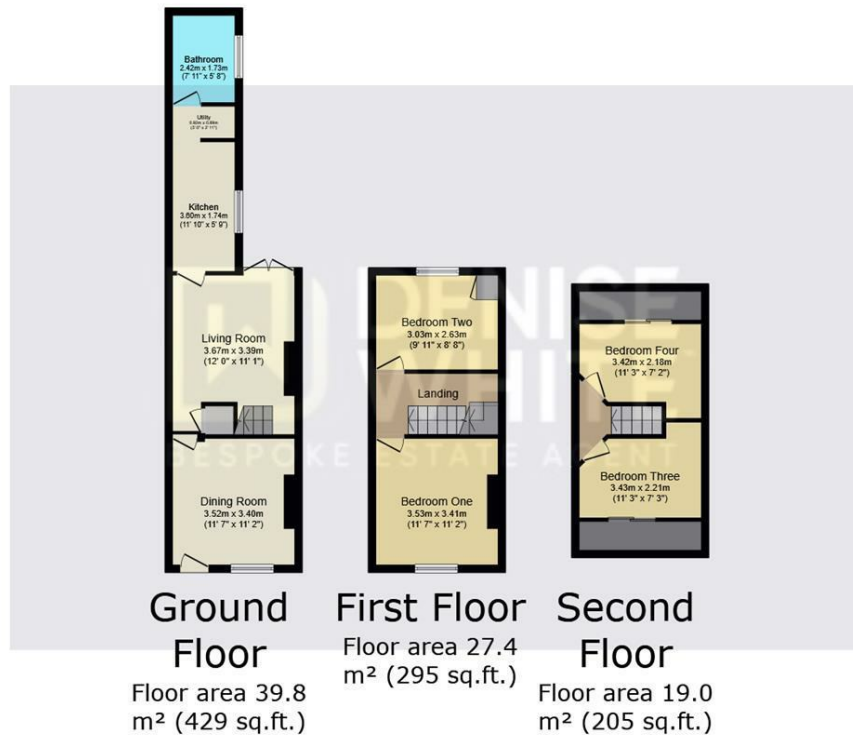 Bathroom
2.42m x 1.73m
(7' 11" x 5' 8")
Utility
Kitchen
3.60m x 1.74m
(11' 10" x 5' 9")
Living Room
3.67m x 3.39m
(12' 0" x 11' 1")
Dining Room
3.52m x 3.40m
(11' 7" x 11' 2")
Bedroom Two
3.03m x 2.63m
(9' 11" x 8' 8")
Landing
Bedroom One
3.53m x 3.41m
(11' 7" x 11' 2")
Bedroom Four
3.42m x 2.18m
(11' 3" x 7' 2")
Bedroom Three
3.43m x 2.21m
(11' 3" x 7' 3")
DENISE
WHITE
BESPOKE ESTATE AGENT
Ground
Floor
Floor area 39.8
m² (429 sq.ft.)
First Floor
Floor area 27.4
m² (295 sq.ft.)
Second
Floor
Floor area 19.0
m² (205 sq.ft.)